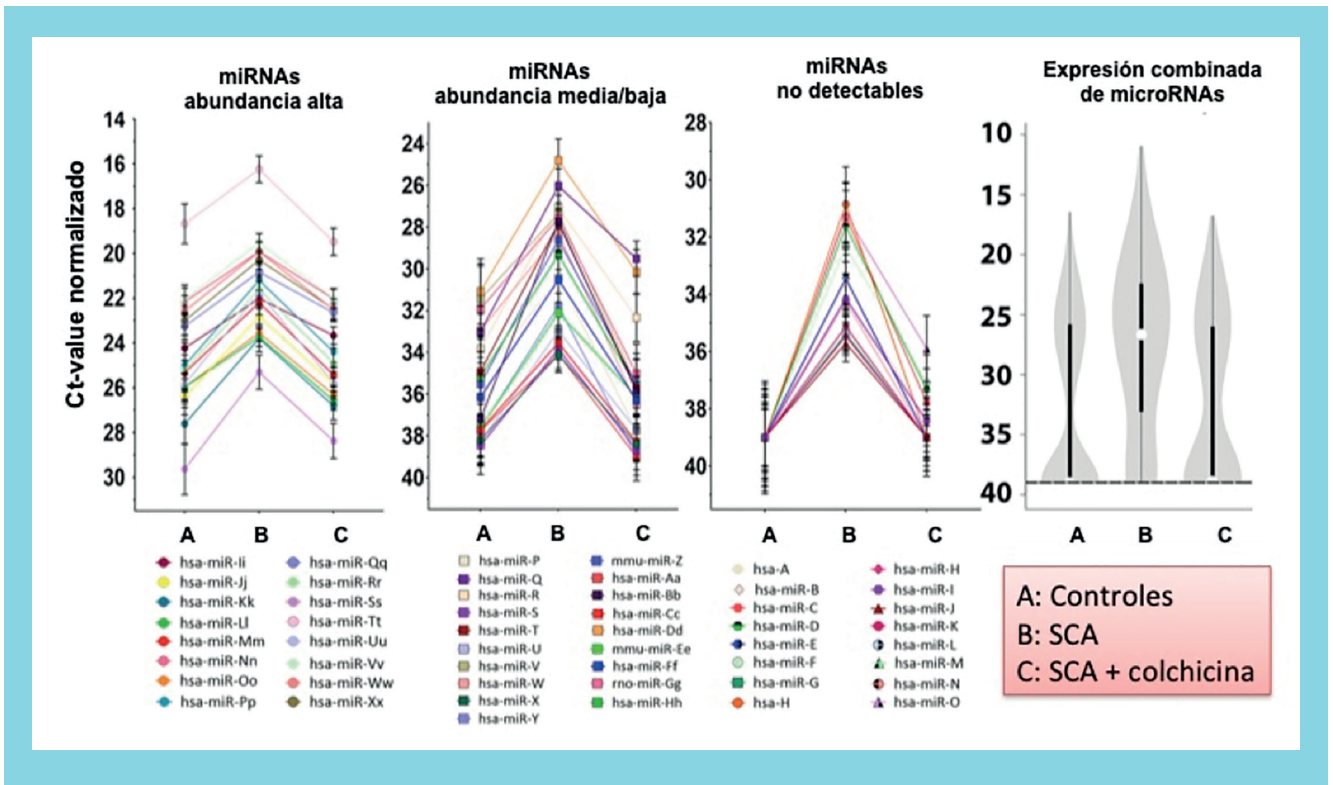 miRNAs
abundancia alta
miRNAs
abundancia media/baja
miRNAs
no detectables
Expresión combinada
de microRNAs
Ct-value normalizado
14
16
18
20
22
24
26
28
30
A B C
24
26
28
30
32
34
36
38
40
A B C
28
30
32
34
36
38
40
A B C
10
15
20
25
30
35
40
A B C
hsa-miR-Ii
hsa-miR-Jj
hsa-miR-Kk
hsa-miR-Ll
hsa-miR-Mm
hsa-miR-Nn
hsa-miR-Oo
hsa-miR-Pp
hsa-miR-Qq
hsa-miR-Rr
hsa-miR-Ss
hsa-miR-Tt
hsa-miR-Uu
hsa-miR-Vv
hsa-miR-Ww
hsa-miR-Xx
hsa-miR-P
hsa-miR-Q
hsa-miR-R
hsa-miR-S
hsa-miR-T
hsa-miR-U
hsa-miR-V
hsa-miR-W
hsa-miR-X
hsa-miR-Y
mmu-miR-Z
hsa-miR-Aa
hsa-miR-Bb
hsa-miR-Cc
hsa-miR-Dd
mmu-miR-Ee
hsa-miR-Ff
rno-miR-Gg
hsa-miR-Hh
hsa-A
hsa-miR-B
hsa-miR-C
hsa-miR-D
hsa-miR-E
hsa-miR-F
hsa-miR-G
hsa-H
hsa-miR-H
hsa-miR-I
hsa-miR-J
hsa-miR-K
hsa-miR-L
hsa-miR-M
hsa-miR-N
hsa-miR-O
A: Controles
B: SCA
C: SCA + colchicina